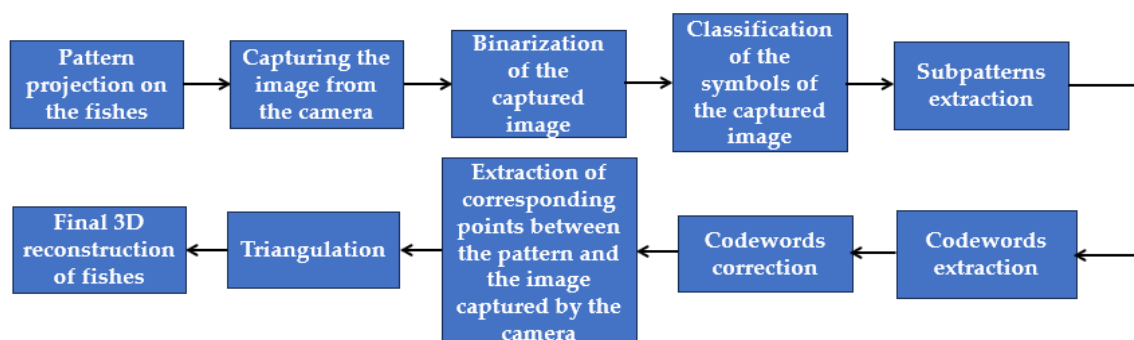 Pattern
projection on
the fishes
Capturing the
image from
the camera
Binarization
of the
captured
image
Classification
of the
symbols of
the captured
image
Subpatterns
extraction
Codewords
extraction
Codewords
correction
Extraction of
corresponding
points between
the pattern and
the image
captured by the
camera
Triangulation
Final 3D
reconstruction
of fishes